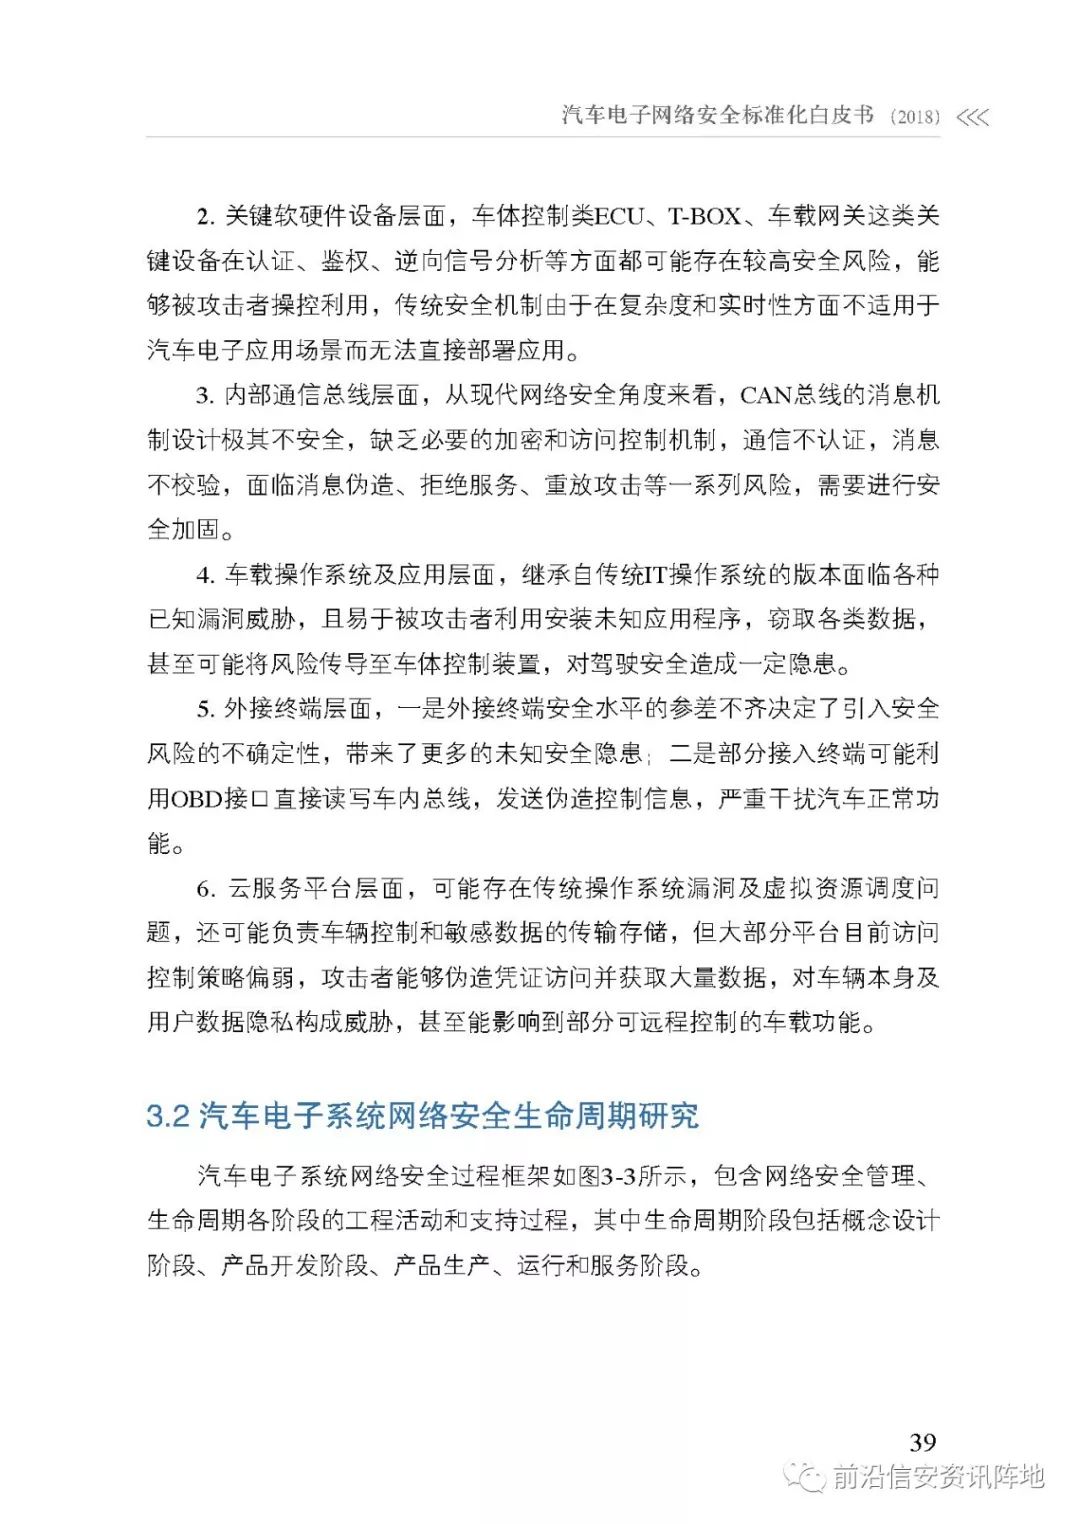 汽车电子网络安全标准化白皮书 (2018)
2. 关键软硬件设备层面，车体控制类ECU、T-BOX、车载网关这类关
键设备在认证、鉴权、逆向信号分析等方面都可能存在较高安全风险，能
够被攻击者操控利用，传统安全机制由于在复杂度和实时性方面不适用于
汽车电子应用场景而无法直接部署应用。
3. 内部通信总线层面，从现代网络安全角度来看，CAN总线的消息机
制设计极其不安全，缺乏必要的加密和访问控制机制，通信不认证，消息
不校验，面临消息伪造、拒绝服务、重放攻击等一系列风险，需要进行安
全加固。
4. 车载操作系统及应用层面，继承自传统IT操作系统的版本面临各种
已知漏洞威胁，且易于被攻击者利用安装未知应用程序，窃取各类数据，
甚至可能将风险传导至车体控制装置，对驾驶安全造成一定隐患。
5. 外接终端层面，一是外接终端安全水平的参差不齐决定了引入安全
风险的不确定性，带来了更多的未知安全隐患；二是部分接入终端可能利
用OBD接口直接读写车内总线，发送伪造控制信息，严重干扰汽车正常功
能。
6. 云服务平台层面，可能存在传统操作系统漏洞及虚拟资源调度问
题，还可能负责车辆控制和敏感数据的传输存储，但大部分平台目前访问
控制策略偏弱，攻击者能够伪造凭证访问并获取大量数据，对车辆本身及
用户数据隐私构成威胁，甚至能影响到部分可远程控制的车载功能。
3.2 汽车电子系统网络安全生命周期研究
汽车电子系统网络安全过程框架如图3-3所示，包含网络安全管理、
生命周期各阶段的工程活动和支持过程，其中生命周期阶段包括概念设计
阶段、产品开发阶段、产品生产、运行和服务阶段。
39
前沿信安资讯阵地